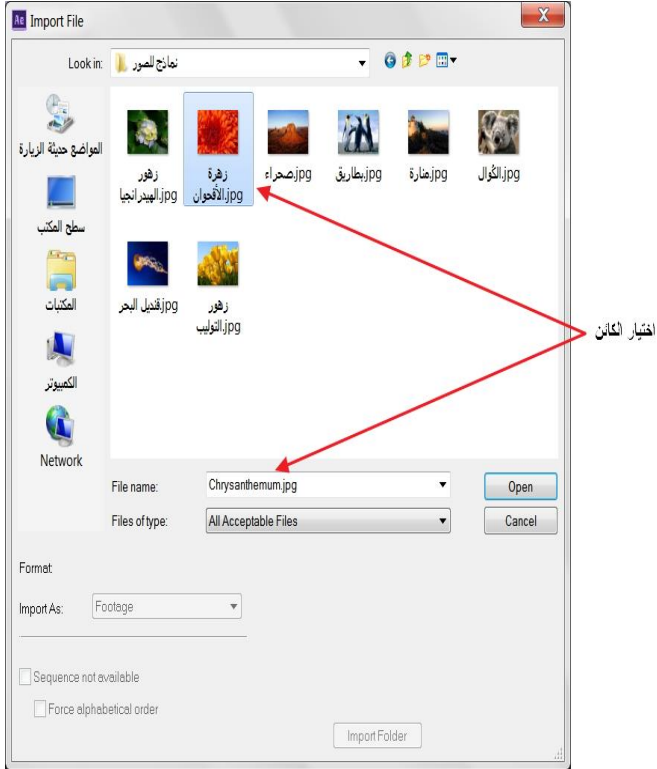 Ae Import File
X
Look in: نماذج للصور
المواضع حديثة الزيارة
سطح المكتب
المكتبات
الكمبيوتر
Network
زهور
الهيدرانجيا.jpg
زهرة
الأقحوان.jpg
صحراء.jpg
بطاريق.jpg
منارة.jpg
الكوال.jpg
قنديل البحر.jpg
زهور
التوليب.jpg
اختيار الكائن
File name: Chrysanthemum.jpg
Open
Files of type: All Acceptable Files
Cancel
Format:
Import As: Footage
Sequence not available
Force alphabetical order
Import Folder